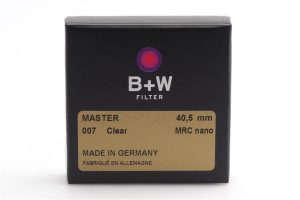 B+W
FILTER
MASTER 40,5 mm
007 Clear MRC nano
MADE IN GERMANY
FABRIQUÉ EN ALLEMAGNE